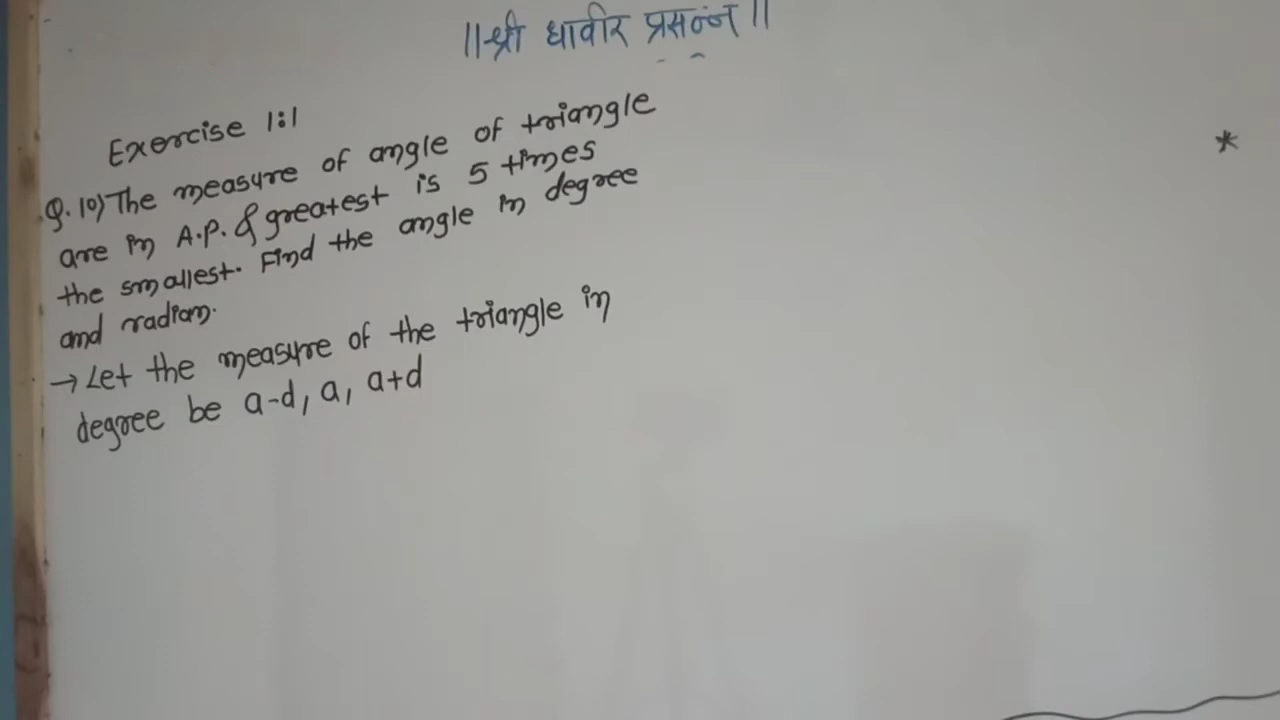 ॥श्री धावीर प्रसन्न॥
Exercise 1:1
Q.10) The measure of angle of triangle
are in A.P. & greatest is 5 times
the smallest. Find the angle in degree
and radian.
→ Let the measure of the triangle in
degree be a-d, a, a+d
*